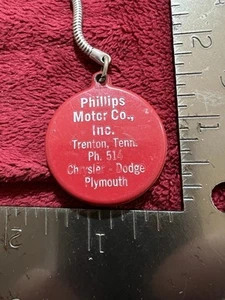 Phillips
Motor Co.,
Inc.
Trenton, Tenn.
Ph. 514
Chrysler - Dodge
Plymouth